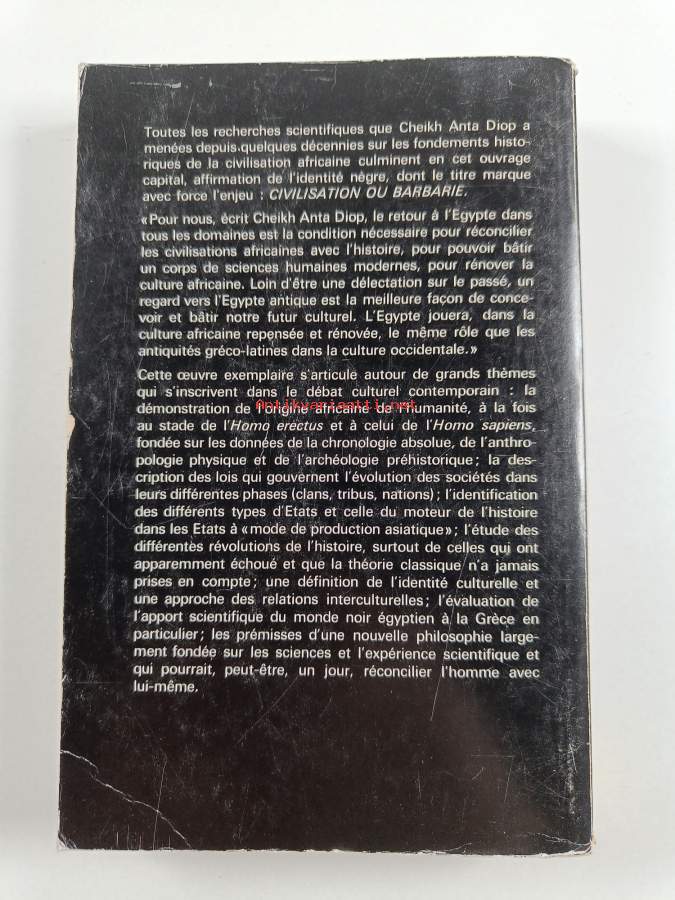 Toutes les recherches scientifiques que Cheikh Anta Diop a
menées depuis quelques décennies sur les fondements histo-
riques de la civilisation africaine culminent en cet ouvrage
capital, affirmation de l'identité nègre, dont le titre marque
avec force l'enjeu : CIVILISATION OU BARBARIE.
«Pour nous, écrit Cheikh Anta Diop, le retour à l'Egypte dans
tous les domaines est la condition nécessaire pour réconcilier
les civilisations africaines avec l'histoire, pour pouvoir bâtir
un corps de sciences humaines modernes, pour rénover la
culture africaine. Loin d'être une délectation sur le passé, un
regard vers l'Egypte antique est la meilleure façon de conce-
voir et bâtir notre futur culturel. L'Egypte jouera, dans la
culture africaine repensée et rénovée, le même rôle que les
antiquités gréco-latines dans la culture occidentale.»
Cette œuvre exemplaire s'articule autour de grands thèmes
qui s'inscrivent dans le débat culturel contemporain : la
démonstration de l'origine africaine de l'Humanité, à la fois
Antikvariaatti.net
au stade de l'Homo erectus et à celui de l'Homo sapiens,
fondée sur les données de la chronologie absolue, de l'anthro-
pologie physique et de l'archéologie préhistorique; la des-
cription des lois qui gouvernent l'évolution des sociétés dans
leurs différentes phases (clans, tribus, nations); l'identification
des différents types d'Etats et celle du moteur de l'histoire
dans les Etats à «mode de production asiatique»; l'étude des
différentes révolutions de l'histoire, surtout de celles qui ont
apparemment échoué et que la théorie classique n'a jamais
prises en compte; une définition de l'identité culturelle et
une approche des relations interculturelles; l'évaluation de
l'apport scientifique du monde noir égyptien à la Grèce en
particulier; les prémisses d'une nouvelle philosophie large-
ment fondée sur les sciences et l'expérience scientifique et
qui pourrait, peut-être, un jour, réconcilier l'homme avec
lui-même.